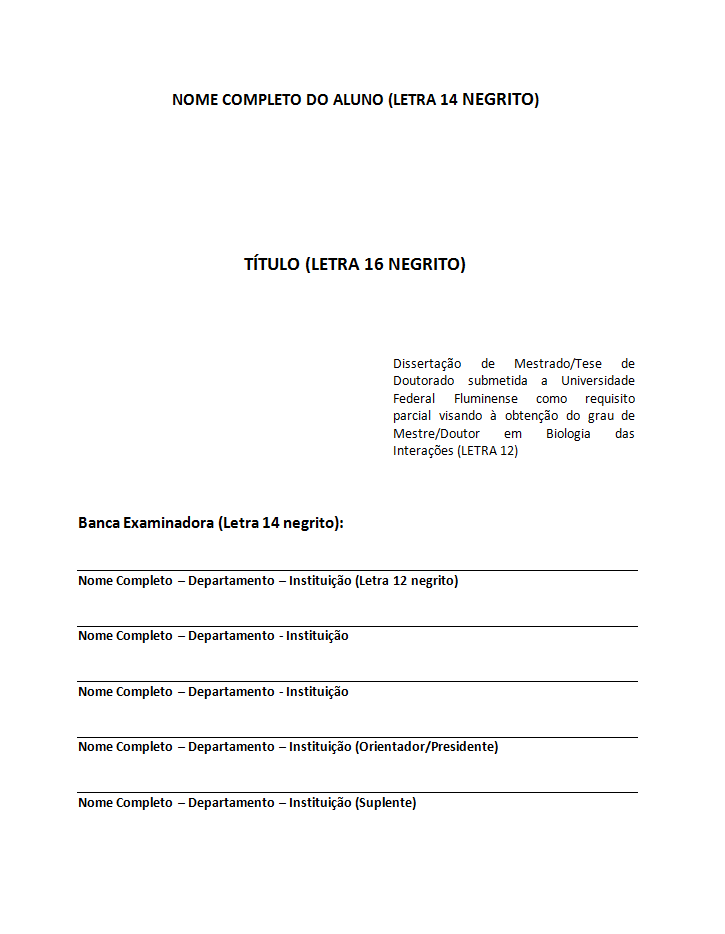 NOME COMPLETO DO ALUNO (LETRA 14 NEGRITO)
TÍTULO (LETRA 16 NEGRITO)
Dissertação de Mestrado/Tese de
Doutorado submetida a Universidade
Federal Fluminense como requisito
parcial visando à obtenção do grau de
Mestre/Doutor em Biologia das
Interações (LETRA 12)
Banca Examinadora (Letra 14 negrito):
Nome Completo – Departamento – Instituição (Letra 12 negrito)
Nome Completo – Departamento - Instituição
Nome Completo – Departamento - Instituição
Nome Completo – Departamento – Instituição (Orientador/Presidente)
Nome Completo – Departamento – Instituição (Suplente)